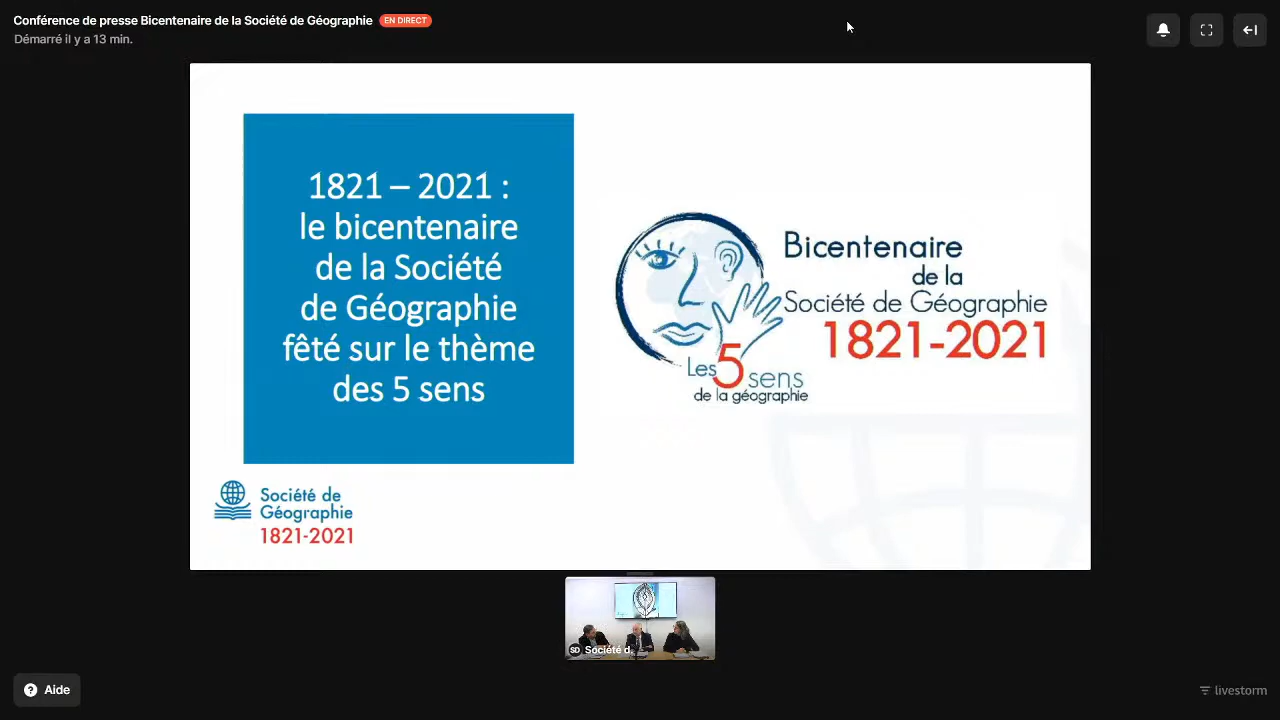 Conférence de presse Bicentenaire de la Société de Géographie EN DIRECT
Démarré il y a 13 min.
1821 – 2021 :
le bicentenaire
de la Société
de Géographie
fêté sur le thème
des 5 sens
Bicentenaire
de la
Société de Géographie
1821-2021
Les 5 sens
de la géographie
Société de
Géographie
1821-2021
SD Société d
Aide
livestorm